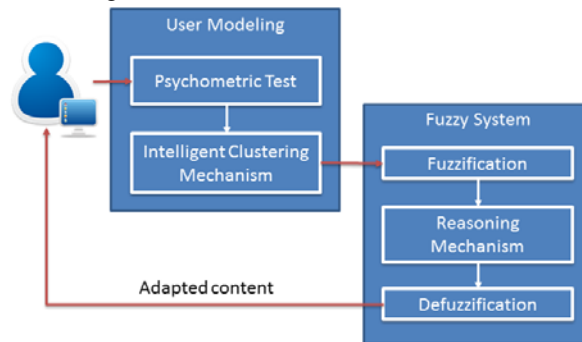 User Modeling
Psychometric Test
Intelligent Clustering
Mechanism
Fuzzy System
Fuzzification
Reasoning
Mechanism
Adapted content
Defuzzification